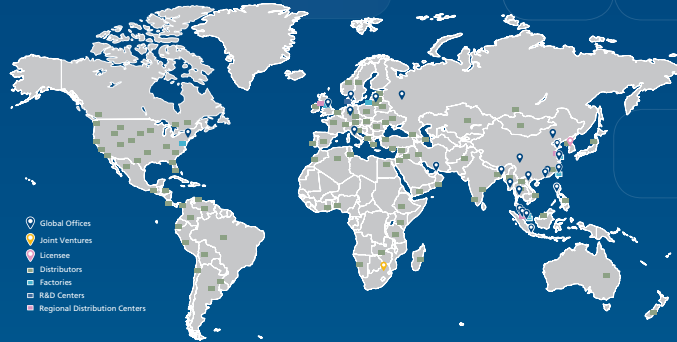 Global Offices
Joint Ventures
Licensee
Distributors
Factories
R&D Centers
Regional Distribution Centers